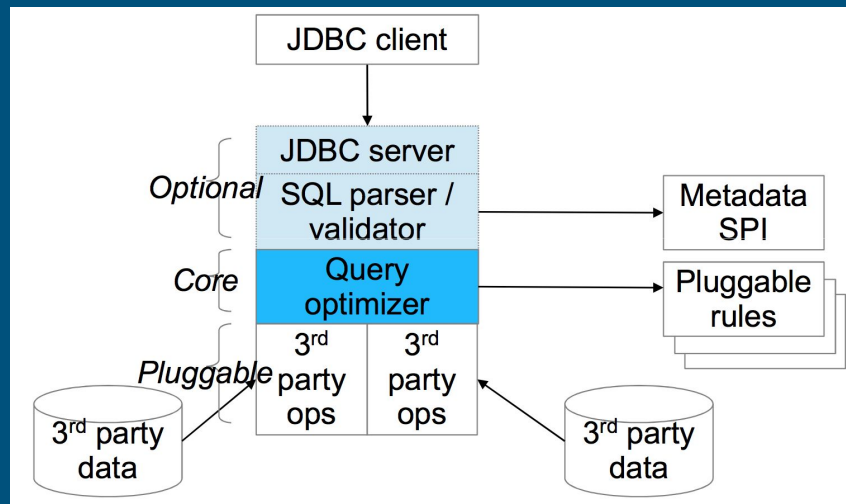 JDBC client
JDBC server
Optional
SQL parser /
validator
Metadata
SPI
Core
Query
optimizer
Pluggable
rules
Pluggable
3rd
party
ops
3rd
party
ops
3rd party
data
3rd party
data